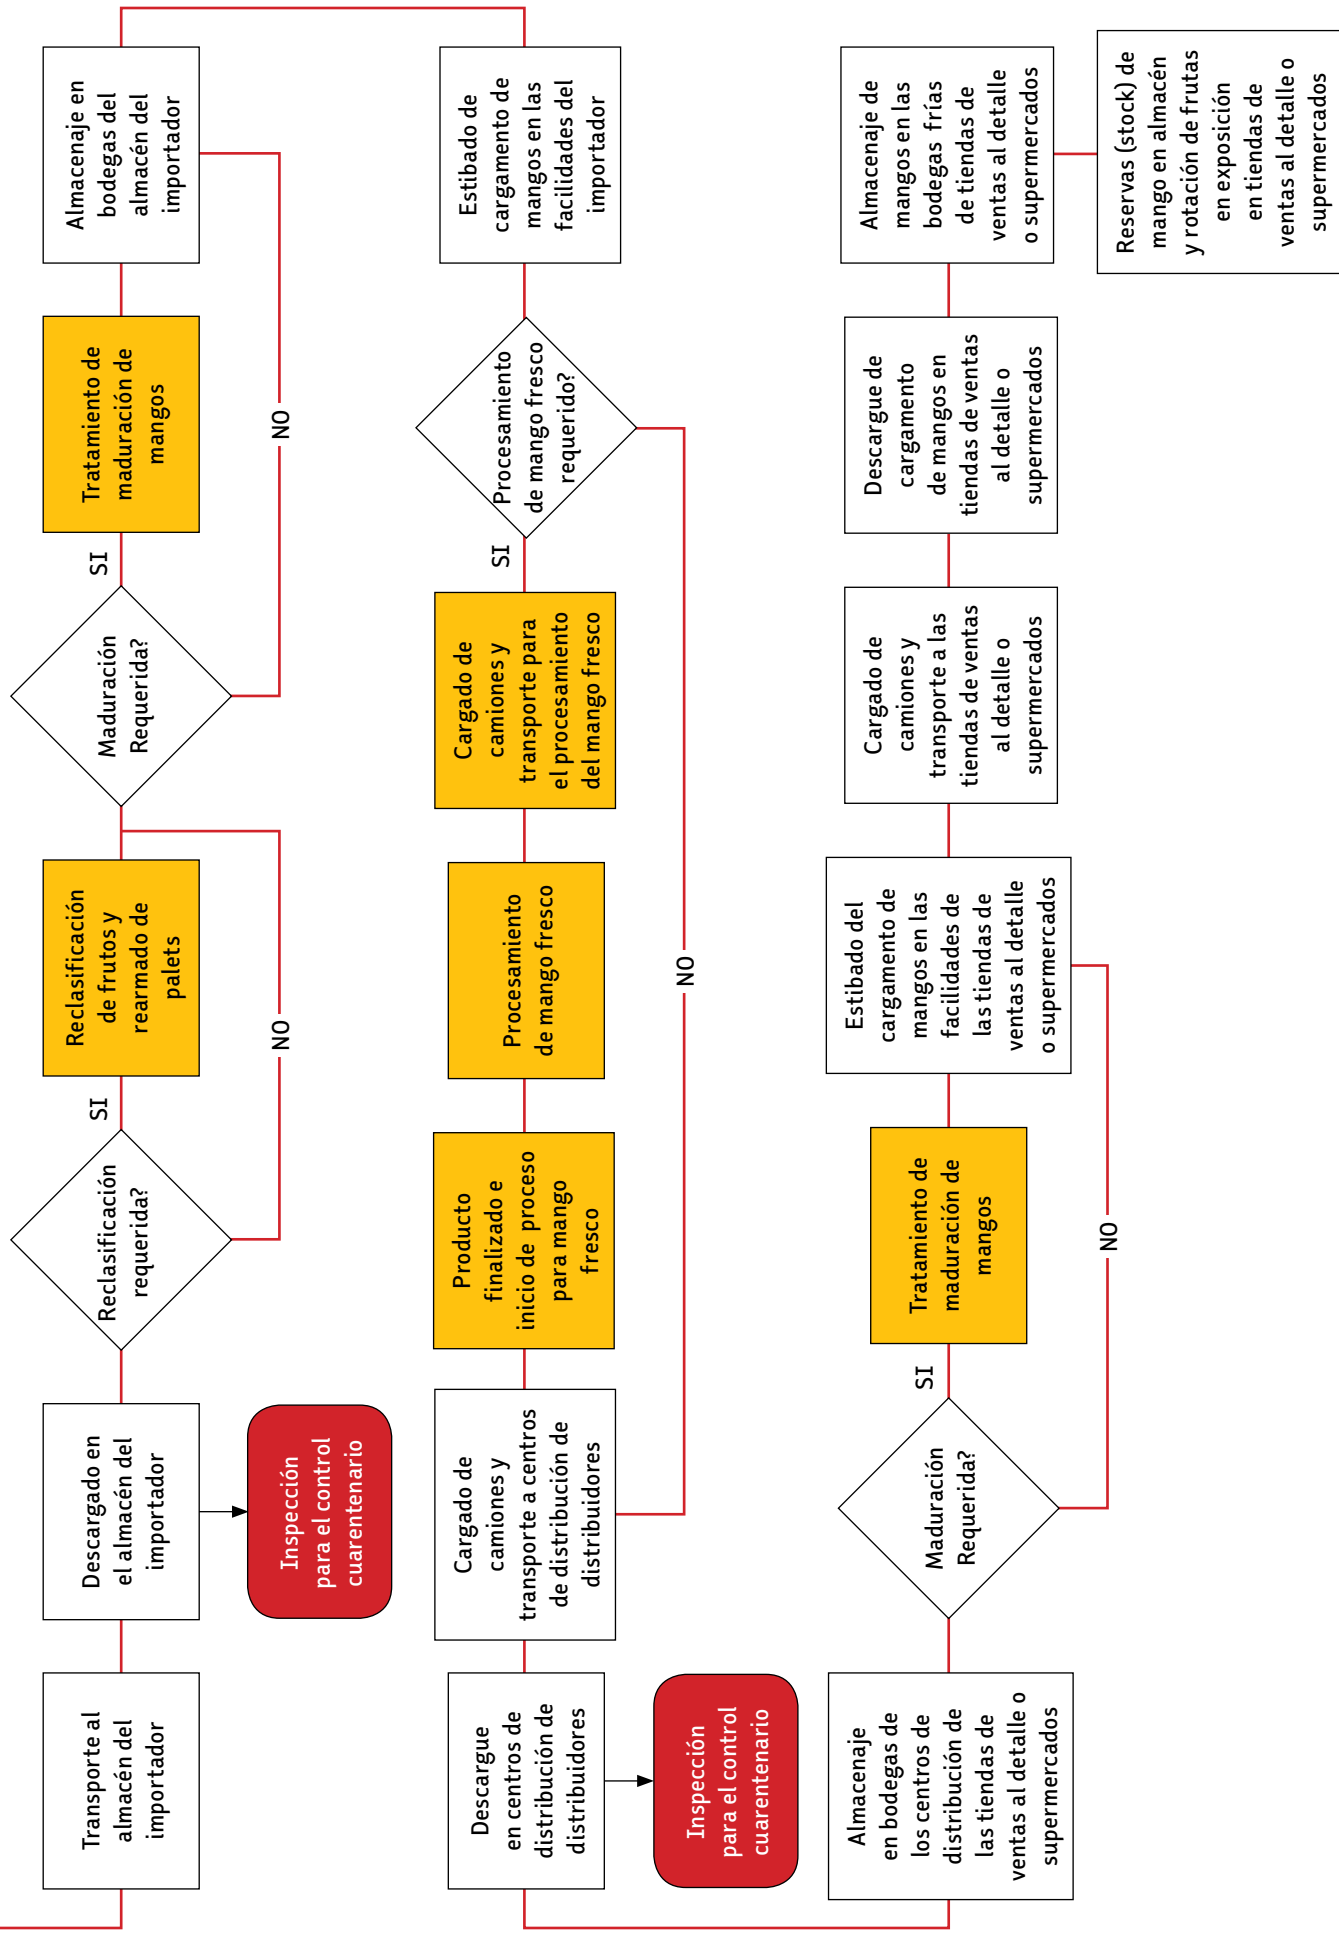 Transporte al
almacén del
importador
Descargado en
el almacén del
importador
Inspección
para el control
cuarentenario
Reclasificación
requerida?
SI
NO
Reclasificación
de frutos y
rearmado de
palets
Maduración
Requerida?
SI
NO
Tratamiento de
maduración de
mangos
Almacenaje en
bodegas del
almacén del
importador
Estibado de
cargamento de
mangos en las
facilidades del
importador
Procesamiento
de mango fresco
requerido?
SI
NO
Cargado de
camiones y
transporte para
el procesamiento
del mango fresco
Procesamiento
de mango fresco
Producto
finalizado e
inicio de proceso
para mango
fresco
Cargado de
camiones y
transporte a centros
de distribución de
distribuidores
Descargue
en centros de
distribución de
distribuidores
Inspección
para el control
cuarentenario
Almacenaje
en bodegas de
los centros de
distribución de
las tiendas de
ventas al detalle o
supermercados
Maduración
Requerida?
SI
NO
Tratamiento de
maduración de
mangos
Estibado del
cargamento de
mangos en las
facilidades de
las tiendas de
ventas al detalle
o supermercados
Cargado de
camiones y
transporte a las
tiendas de ventas
al detalle o
supermercados
Descargue de
cargamento
de mangos en
tiendas de ventas
al detalle o
supermercados
Almacenaje de
mangos en las
bodegas frías
de tiendas de
ventas al detalle
o supermercados
Reservas (stock) de
mango en almacén
y rotación de frutas
en exposición
en tiendas de
ventas al detalle o
supermercados